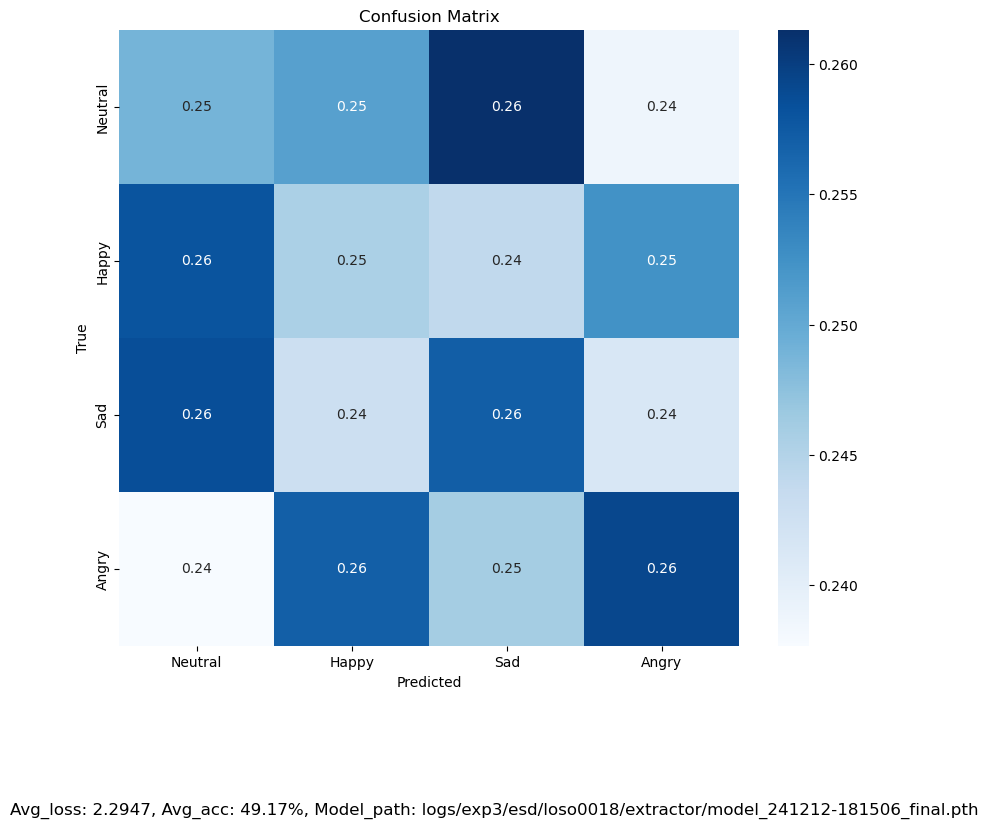 Confusion Matrix
Neutral
0.25 0.25 0.26 0.24
Happy
0.26 0.25 0.24 0.25
Sad
0.26 0.24 0.26 0.24
Angry
0.24 0.26 0.25 0.26
True
Neutral Happy Sad Angry
Predicted
0.260
0.255
0.250
0.245
0.240
Avg_loss: 2.2947, Avg_acc: 49.17%, Model_path: logs/exp3/esd/loso0018/extractor/model_241212-181506_final.pth